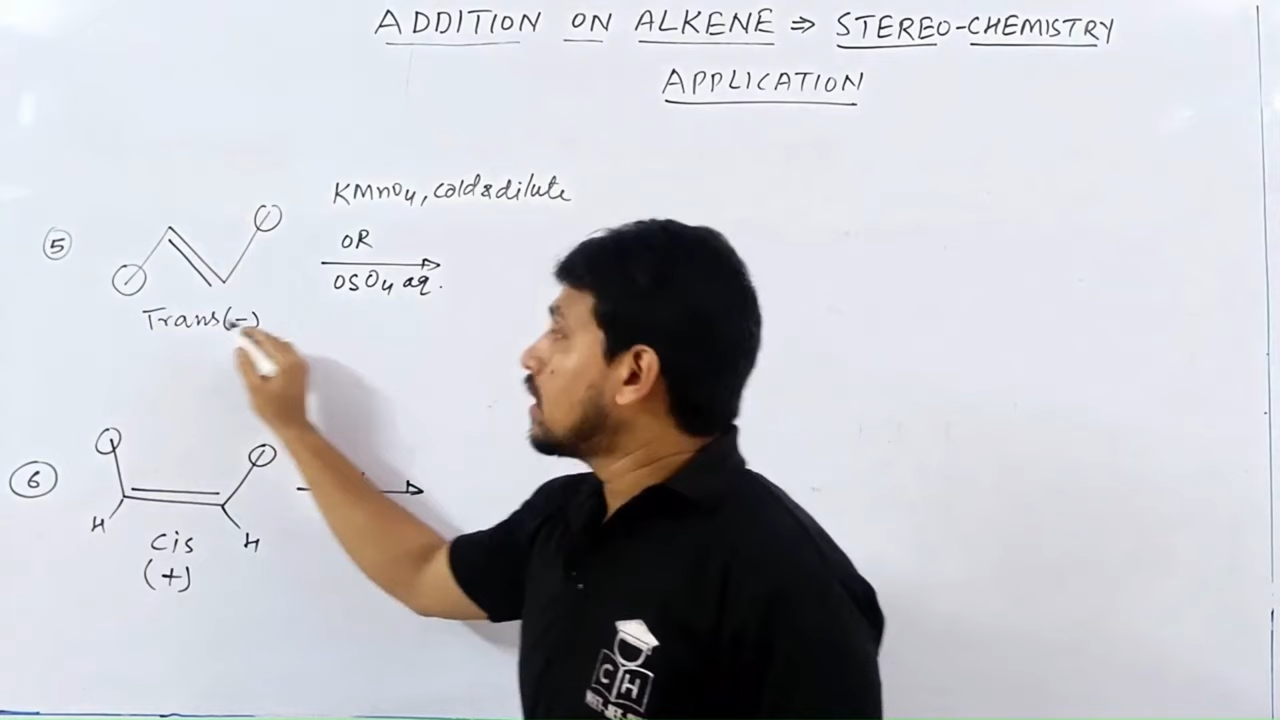 ADDITION ON ALKENE ⇒ STEREO-CHEMISTRY
APPLICATION
KMnO4, cold & dilute
5
OR
OSO4 aq.
Trans(-)
6
H
H
Cis
(+)
C H